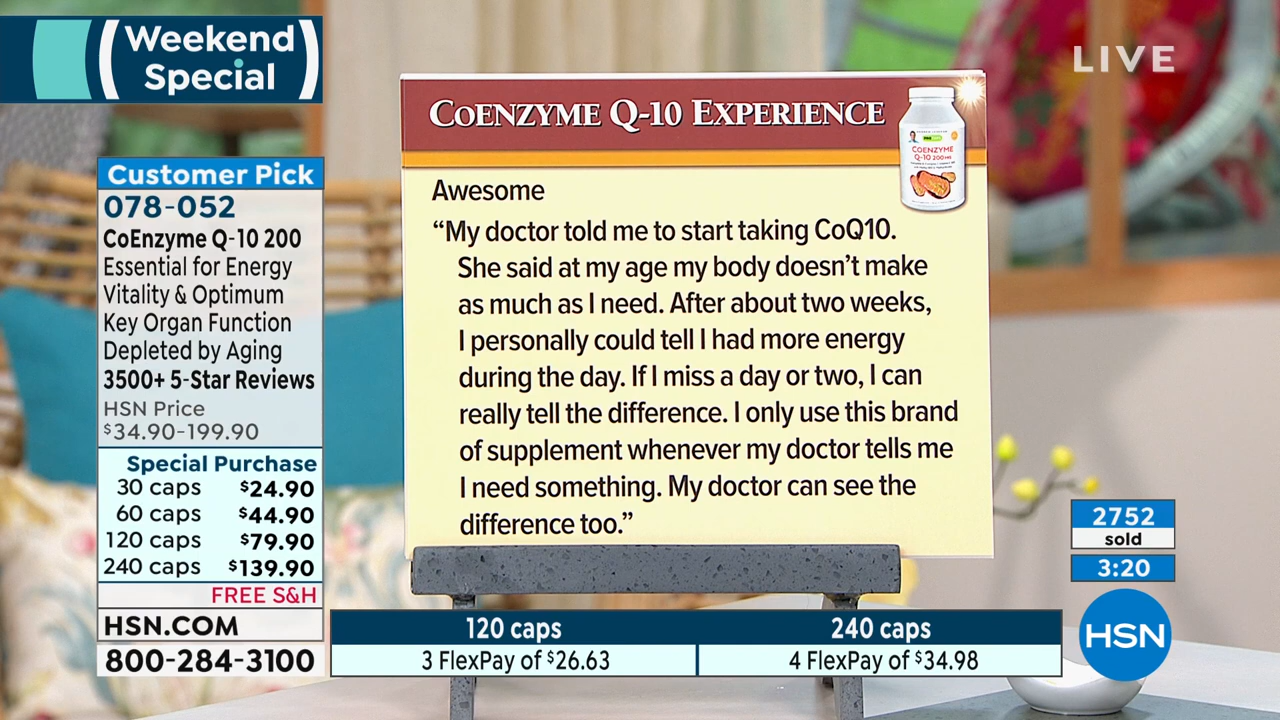 (Weekend
Special)
LIVE
Customer Pick
078-052
CoEnzyme Q-10 200
Essential for Energy
Vitality & Optimum
Key Organ Function
Depleted by Aging
3500+ 5-Star Reviews
HSN Price
$34.90-199.90
Special Purchase
30 caps $24.90
60 caps $44.90
120 caps $79.90
240 caps $139.90
FREE S&H
HSN.COM
800-284-3100
COENZYME Q-10 EXPERIENCE
COENZYME
Q-10 200
Awesome
“My doctor told me to start taking CoQ10.
She said at my age my body doesn’t make
as much as I need. After about two weeks,
I personally could tell I had more energy
during the day. If I miss a day or two, I can
really tell the difference. I only use this brand
of supplement whenever my doctor tells me
I need something. My doctor can see the
difference too.”
2752
sold
3:20
HSN
120 caps 240 caps
3 FlexPay of $26.63 4 FlexPay of $34.98